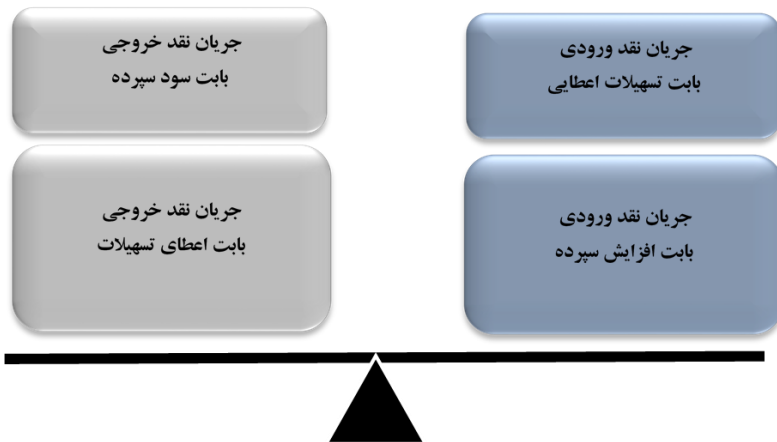 جریان نقد ورودی
بابت تسهیلات اعطایی
جریان نقد خروجی
بابت سود سپرده
جریان نقد ورودی
بابت افزایش سپرده
جریان نقد خروجی
بابت اعطای تسهیلات